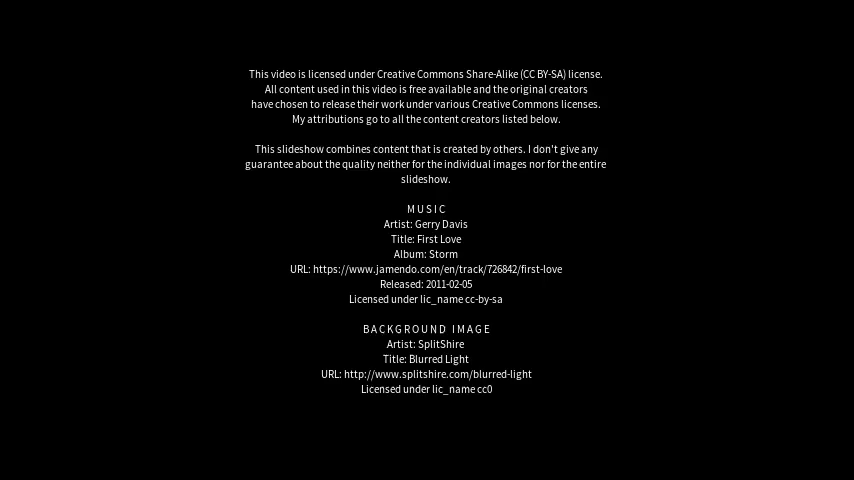 This video is licensed under Creative Commons Share-Alike (CC BY-SA) license.
All content used in this video is free available and the original creators
have chosen to release their work under various Creative Commons licenses.
My attributions go to all the content creators listed below.
This slideshow combines content that is created by others. I don't give any
guarantee about the quality neither for the individual images nor for the entire
slideshow.
MUSIC
Artist: Gerry Davis
Title: First Love
Album: Storm
URL: https://www.jamendo.com/en/track/726842/first-love
Released: 2011-02-05
Licensed under lic_name cc-by-sa
BACKGROUND IMAGE
Artist: SplitShire
Title: Blurred Light
URL: http://www.splitshire.com/blurred-light
Licensed under lic_name cc0